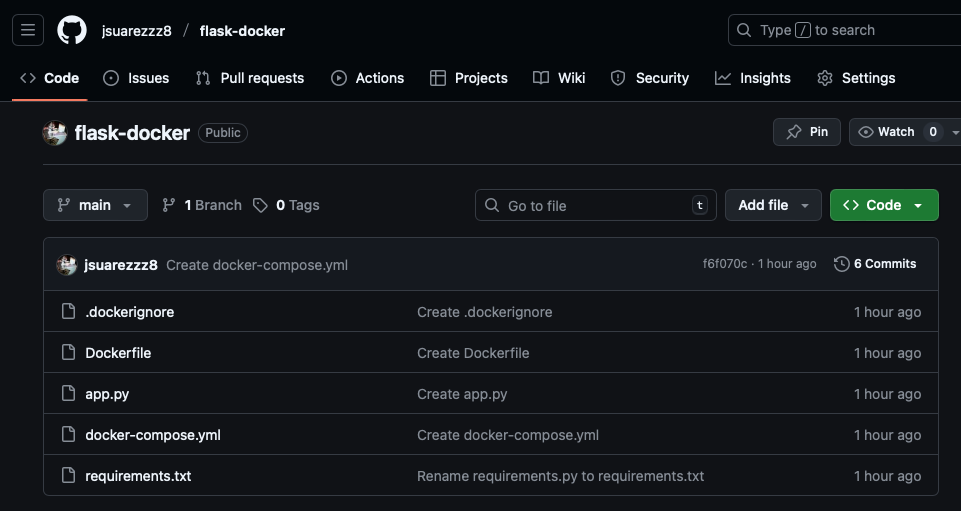 jsuarezzz8 / flask-docker Type / to search
<> Code Issues Pull requests Actions Projects Wiki Security Insights Settings
flask-docker Public Pin Watch 0
main 1 Branch 0 Tags Go to file t Add file <> Code
jsuarezzz8 Create docker-compose.yml f6f070c · 1 hour ago 6 Commits
.dockerignore Create .dockerignore 1 hour ago
Dockerfile Create Dockerfile 1 hour ago
app.py Create app.py 1 hour ago
docker-compose.yml Create docker-compose.yml 1 hour ago
requirements.txt Rename requirements.py to requirements.txt 1 hour ago